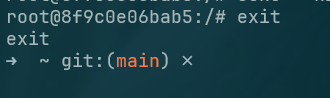 root@8f9c0e06bab5:/# exit
exit
➜ ~ git:(main) ✗